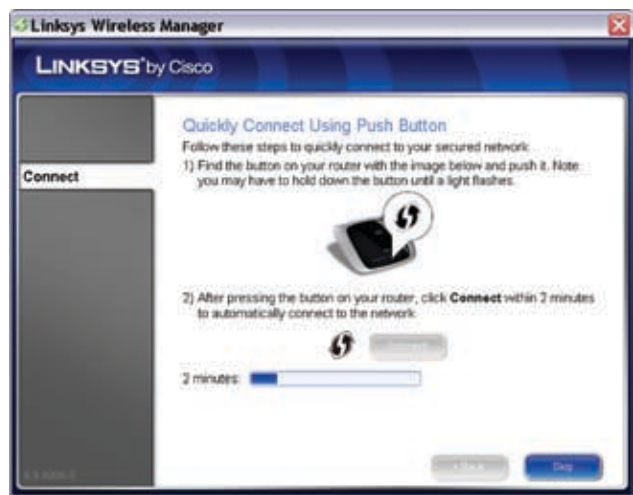 Linksys Wireless Manager
LINKSYS® by Cisco
Connect
Quickly Connect Using Push Button
Follow these steps to quickly connect to your secured network
1) Find the button on your router with the image below and push it. Note
you may have to hold down the button until a light flashes.
2) After pressing the button on your router, click Connect within 2 minutes
to automatically connect to the network
Connect
2 minutes:
< Back
Skip